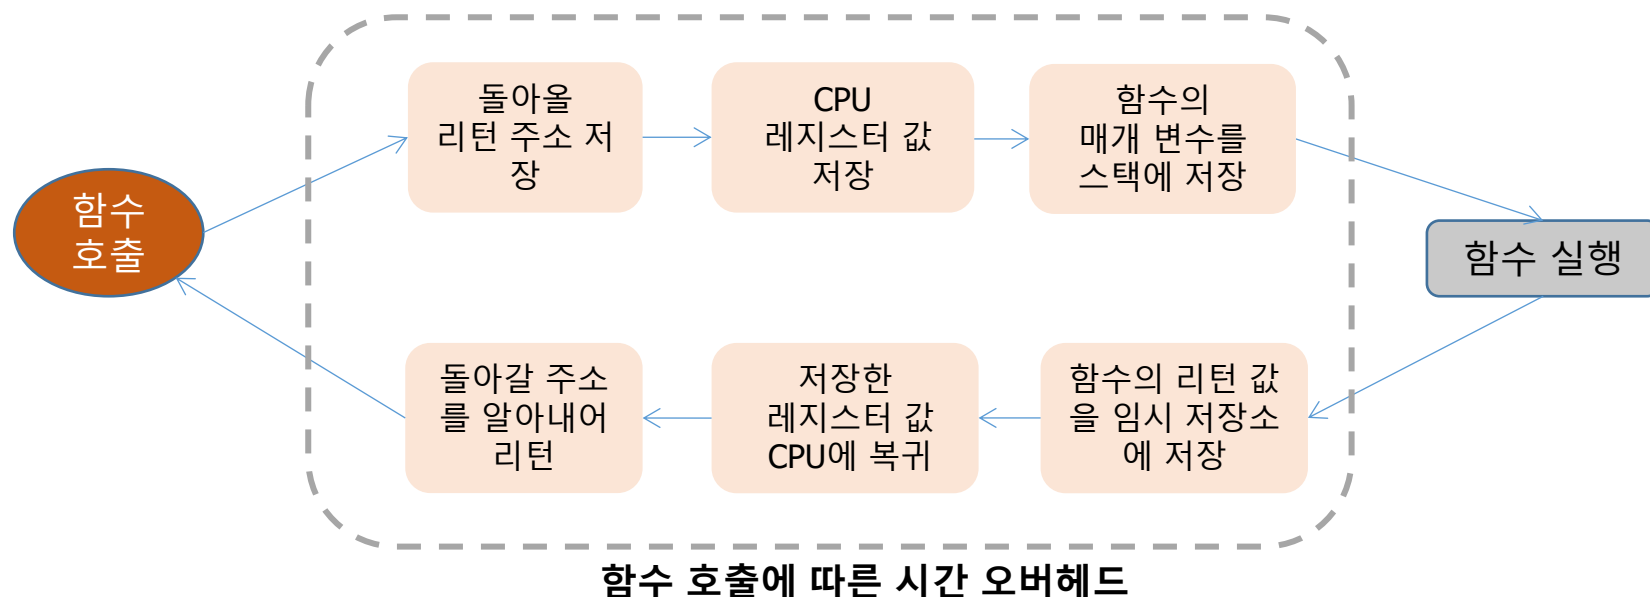 함수
호출
돌아올
리턴 주소 저
장
CPU
레지스터 값
저장
함수의
매개 변수를
스택에 저장
함수 실행
함수의 리턴 값
을 임시 저장소
에 저장
저장한
레지스터 값
CPU에 복귀
돌아갈 주소
를 알아내어
리턴
함수 호출에 따른 시간 오버헤드